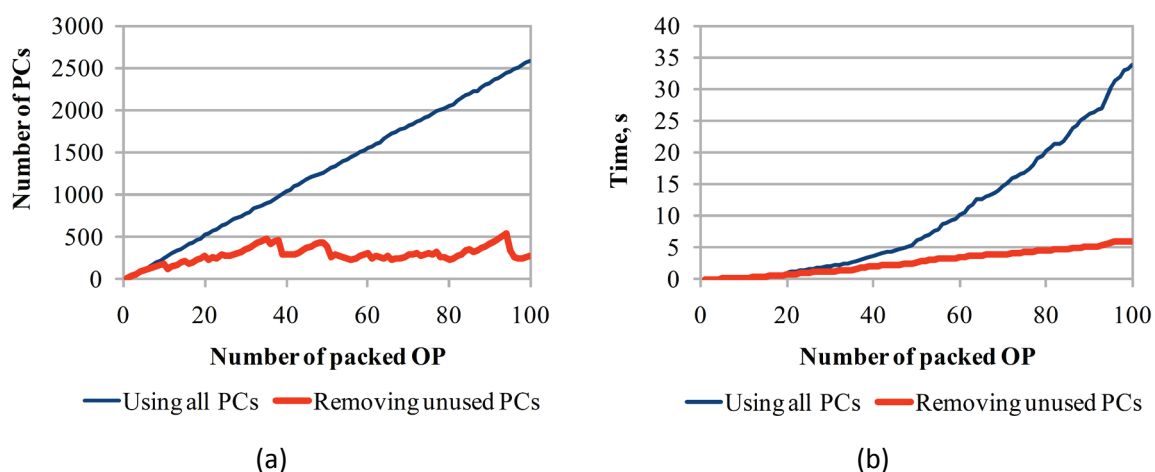 Number of PCs
3000
2500
2000
1500
1000
500
0
0 20 40 60 80 100
Number of packed OP
Using all PCs Removing unused PCs
(a)
Time, s
40
35
30
25
20
15
10
5
0
0 20 40 60 80 100
Number of packed OP
Using all PCs Removing unused PCs
(b)